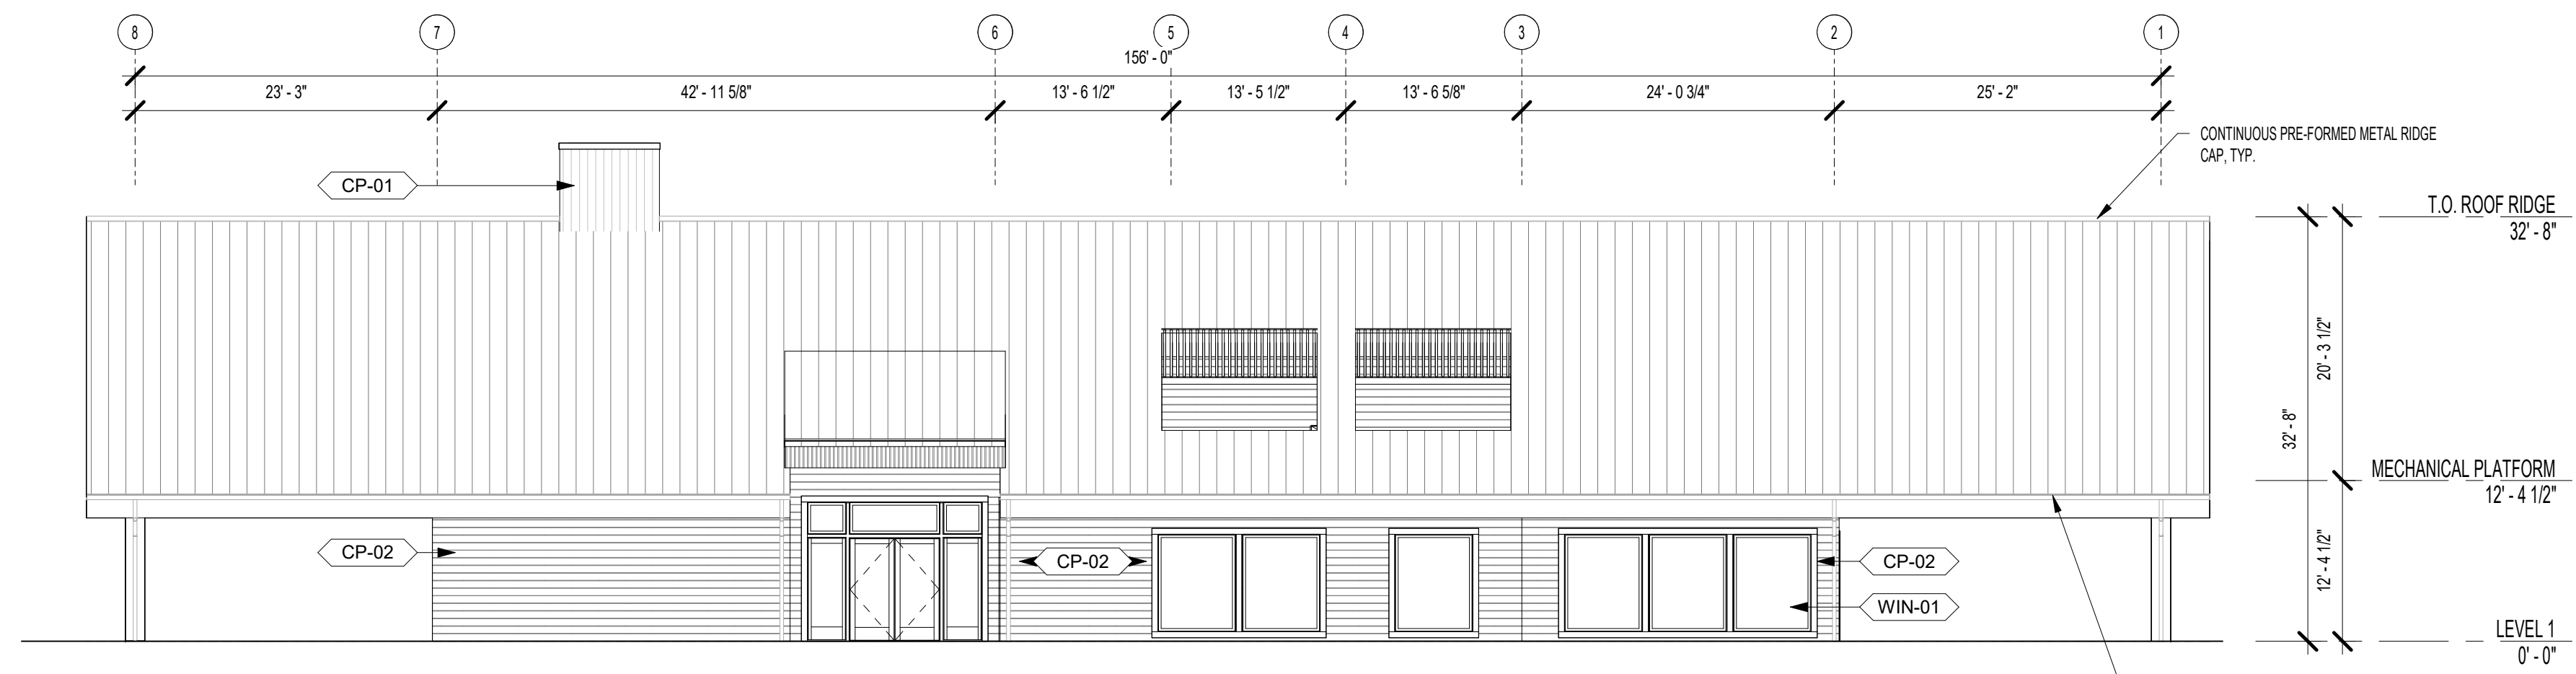 8 7 6 5 4 3 2 1
156' - 0"
23' - 3" 42' - 11 5/8" 13' - 6 1/2" 13' - 5 1/2" 13' - 6 5/8" 24' - 0 3/4" 25' - 2"
CONTINUOUS PRE-FORMED METAL RIDGE
CAP, TYP.
CP-01
T.O. ROOF RIDGE
32' - 8"
20' - 3 1/2"
32' - 8"
MECHANICAL PLATFORM
12' - 4 1/2"
CP-02 CP-02 CP-02
12' - 4 1/2"
WIN-01
LEVEL 1
0' - 0"